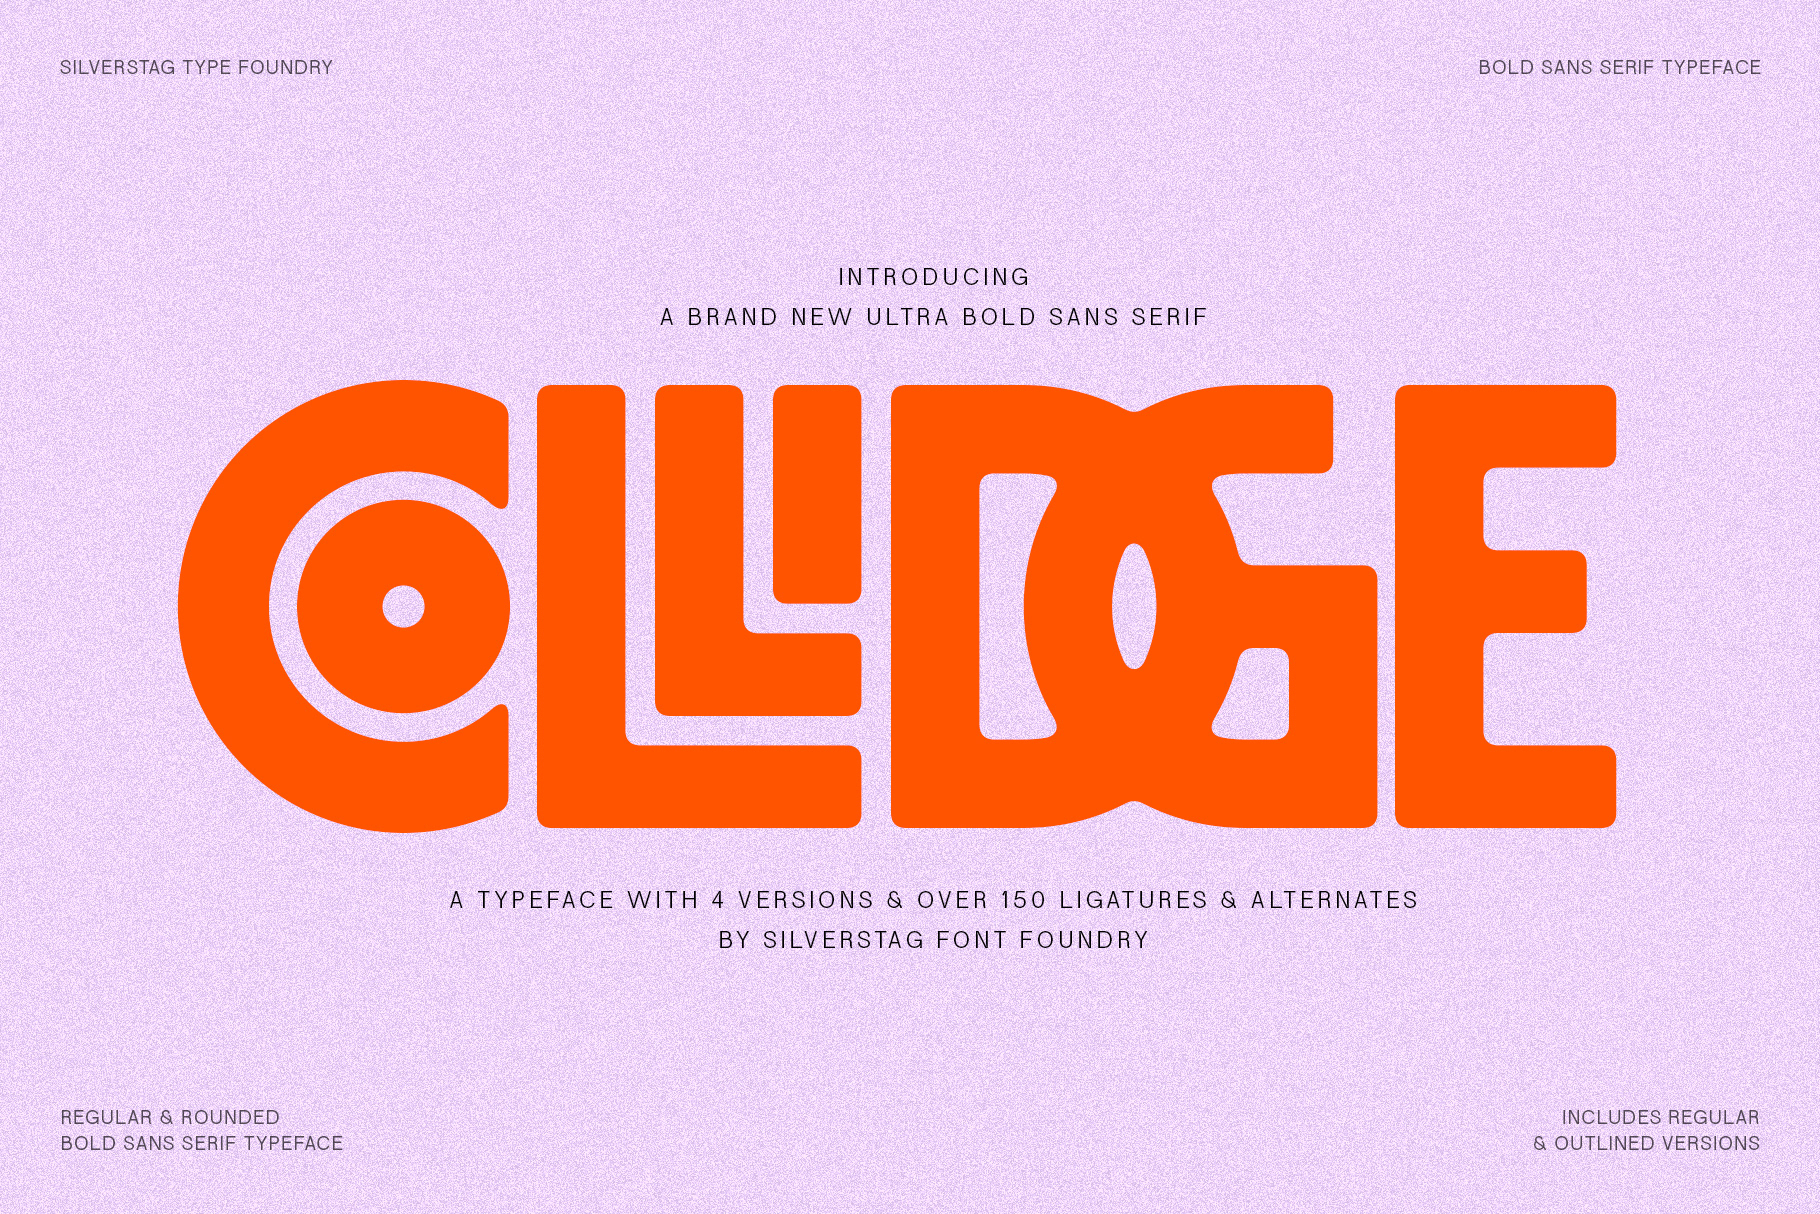 SILVERSTAG TYPE FOUNDRY
BOLD SANS SERIF TYPEFACE
INTRODUCING
A BRAND NEW ULTRA BOLD SANS SERIF
COLLIDGE
A TYPEFACE WITH 4 VERSIONS & OVER 150 LIGATURES & ALTERNATES
BY SILVERSTAG FONT FOUNDRY
REGULAR & ROUNDED
BOLD SANS SERIF TYPEFACE
INCLUDES REGULAR
& OUTLINED VERSIONS